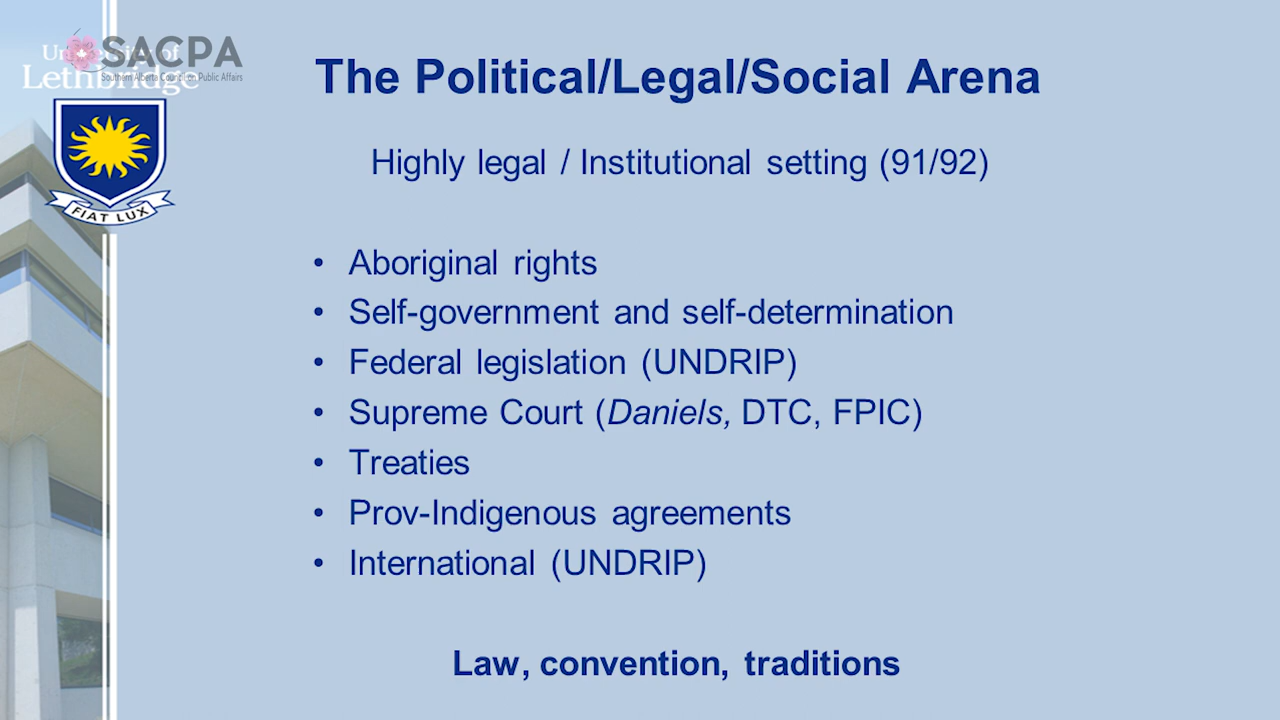 SACPA
Southern Alberta Council on Public Affairs
University of
Lethbridge
FIAT LUX
The Political/Legal/Social Arena
Highly legal / Institutional setting (91/92)
• Aboriginal rights
• Self-government and self-determination
• Federal legislation (UNDRIP)
• Supreme Court (Daniels, DTC, FPIC)
• Treaties
• Prov-Indigenous agreements
• International (UNDRIP)
Law, convention, traditions